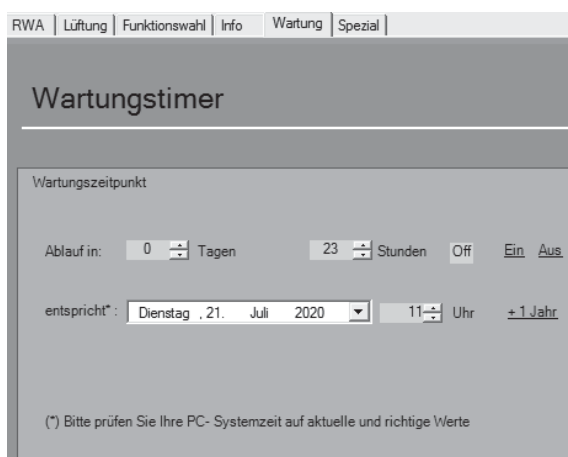 RWA Lüftung Funktionswahl Info Wartung Spezial
Wartungstimer
Wartungszeitpunkt
Ablauf in: 0 Tagen 23 Stunden Off Ein Aus
entspricht* : Dienstag , 21. Juli 2020 11 Uhr + 1 Jahr
(*) Bitte prüfen Sie Ihre PC- Systemzeit auf aktuelle und richtige Werte